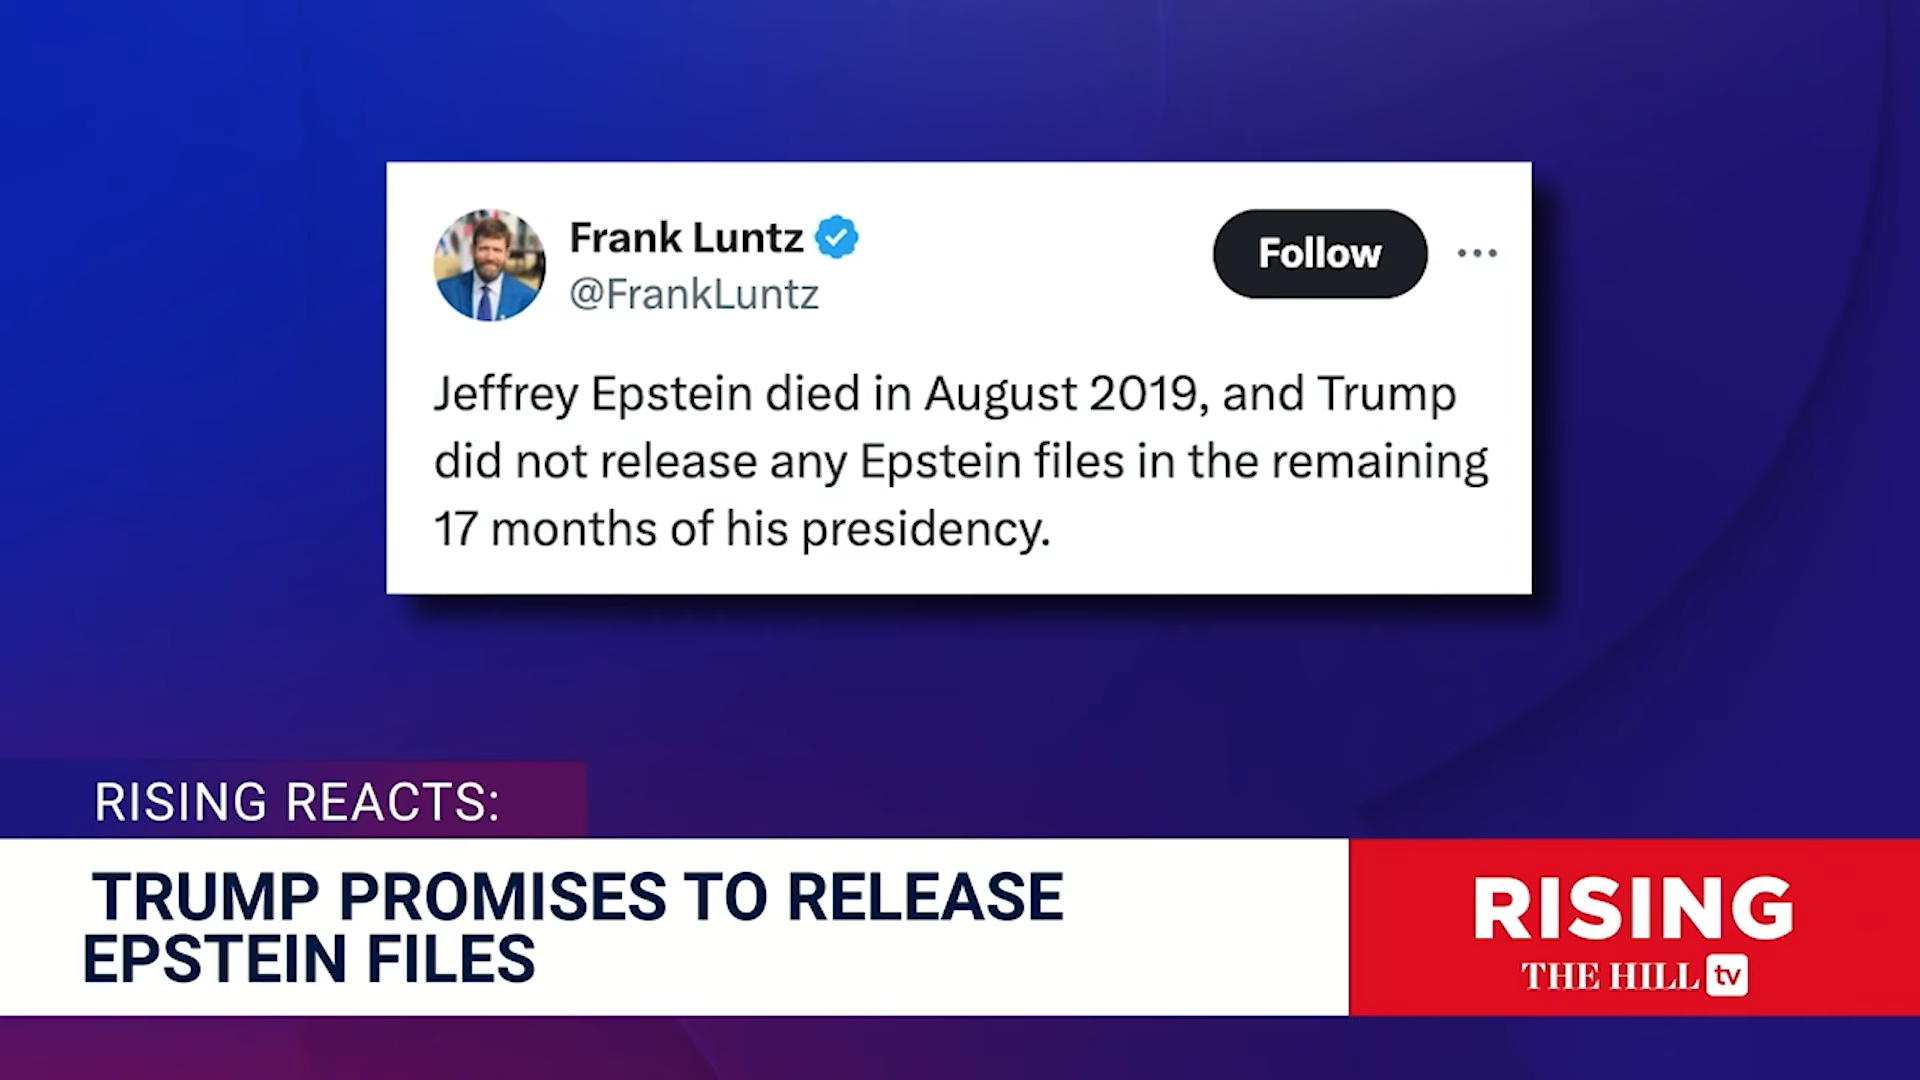 Frank Luntz
@FrankLuntz
Follow
Jeffrey Epstein died in August 2019, and Trump
did not release any Epstein files in the remaining
17 months of his presidency.
RISING REACTS:
TRUMP PROMISES TO RELEASE
EPSTEIN FILES
RISING
THE HILL tv